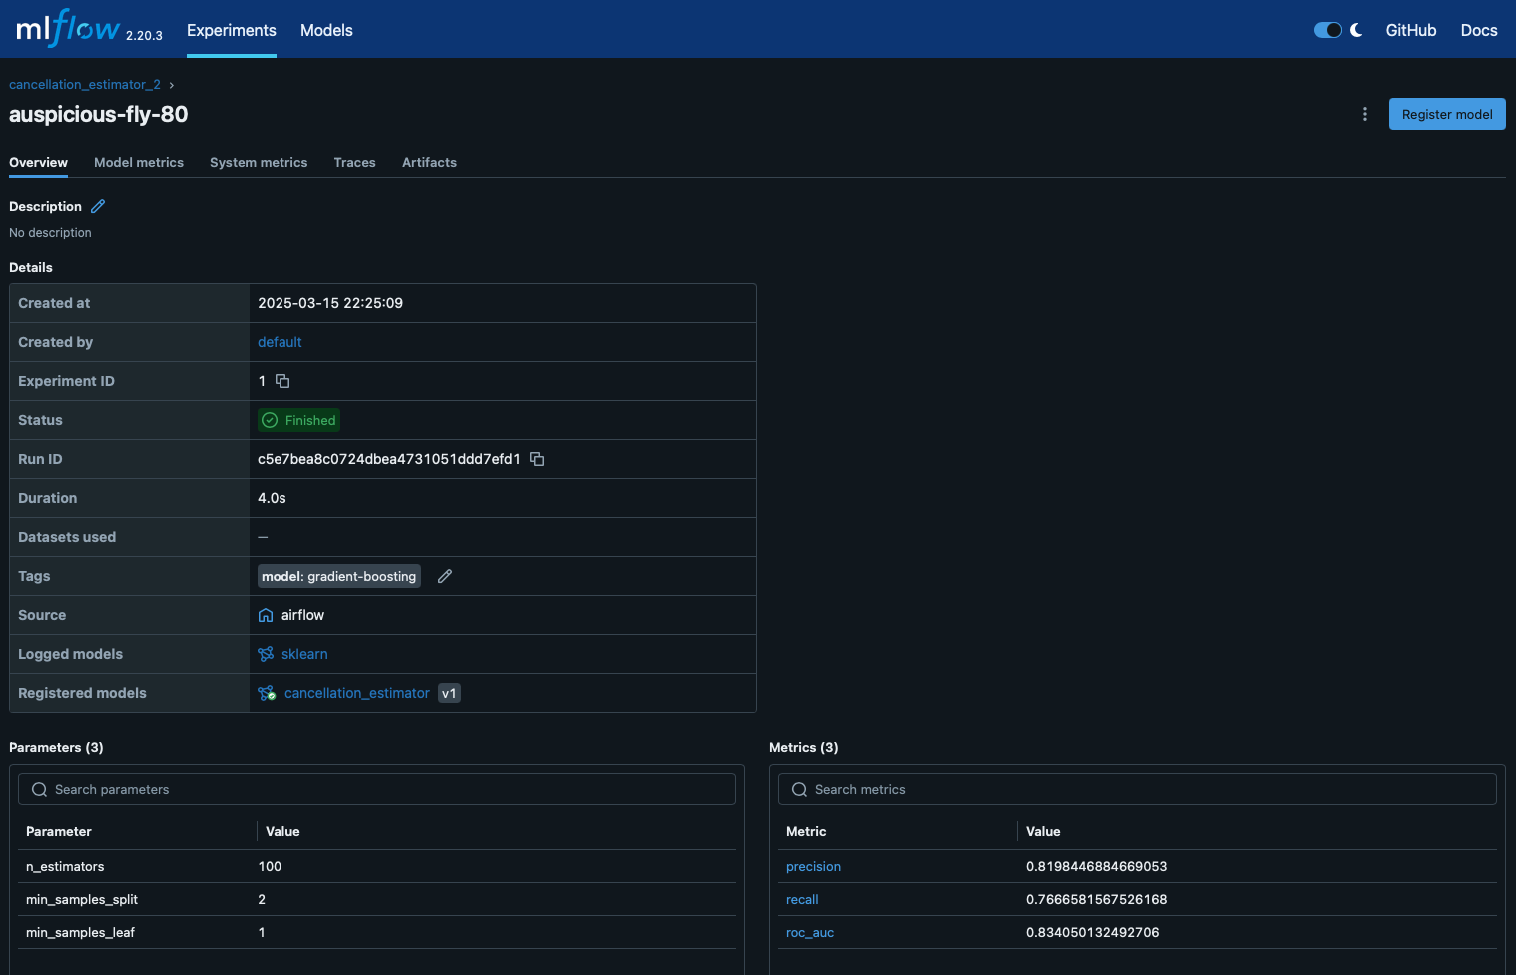 mlflow 2.20.3 Experiments Models GitHub Docs
cancellation_estimator_2 ›
auspicious-fly-80
Register model
Overview Model metrics System metrics Traces Artifacts
Description
No description
Details
Created at 2025-03-15 22:25:09
Created by default
Experiment ID 1
Status Finished
Run ID c5e7bea8c0724dbea4731051ddd7efd1
Duration 4.0s
Datasets used —
Tags model: gradient-boosting
Source airflow
Logged models sklearn
Registered models cancellation_estimator v1
Parameters (3)
Search parameters
Parameter Value
n_estimators 100
min_samples_split 2
min_samples_leaf 1
Metrics (3)
Search metrics
Metric Value
precision 0.8198446884669053
recall 0.7666581567526168
roc_auc 0.834050132492706